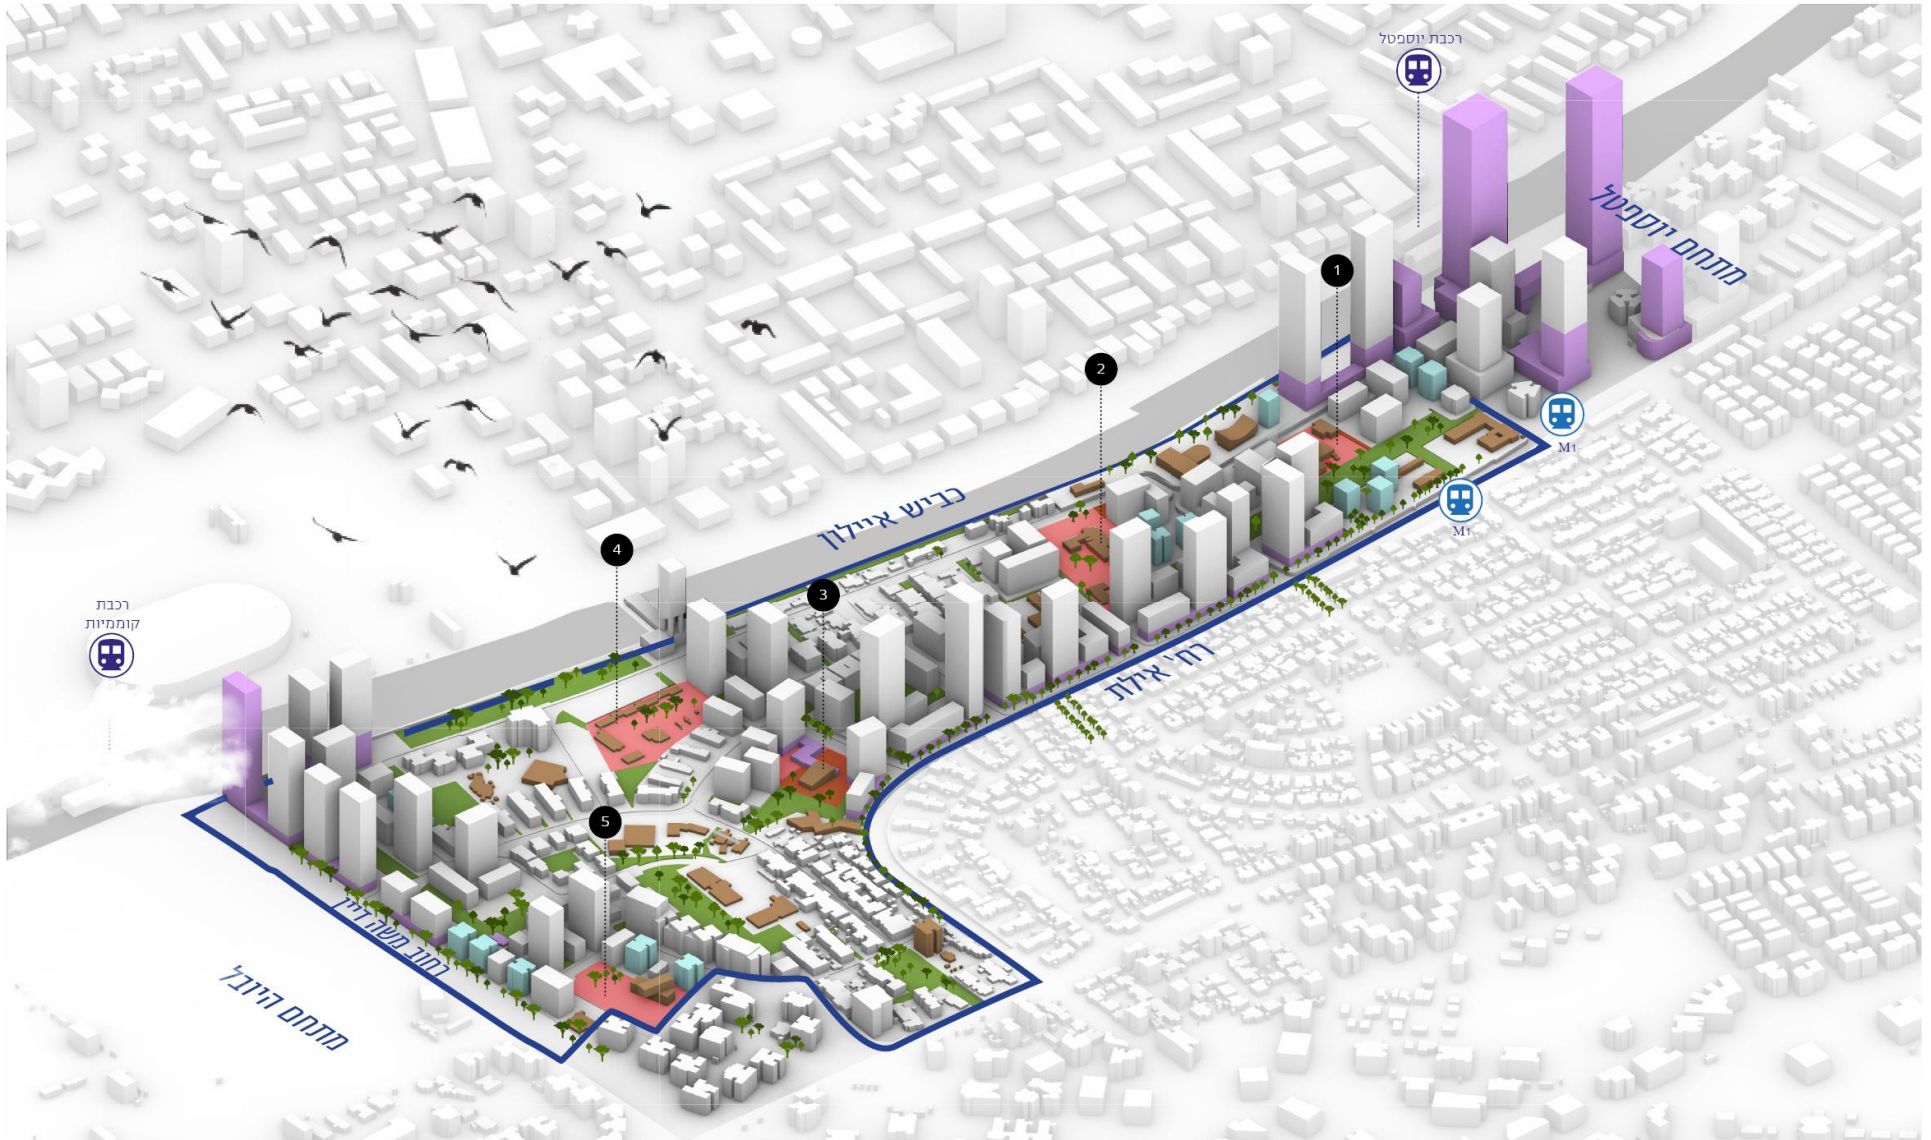 רכבת יוספטל
מתחם יוספטל
1
2
M1
M1
כביש איילון
4
3
רח' אילת
רכבת
קוממיות
5
רחוב משה דיין
מתחם היובל